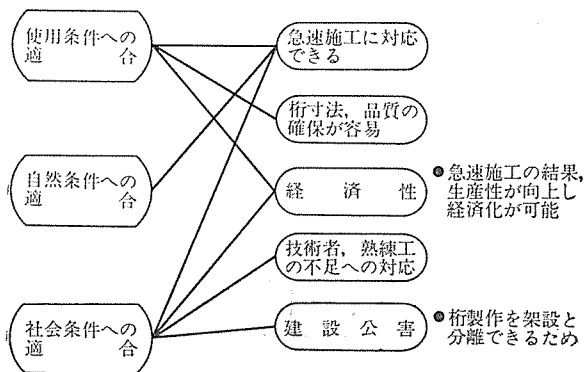 使用条件への
適合
自然条件への
適合
社会条件への
適合
急速施工に対応
できる
桁寸法，品質の
確保が容易
経済性
技術者，熟練工
の不足への対応
建設公害
●急速施工の結果，
生産性が向上し
経済化が可能
●桁製作を架設と
分離できるため